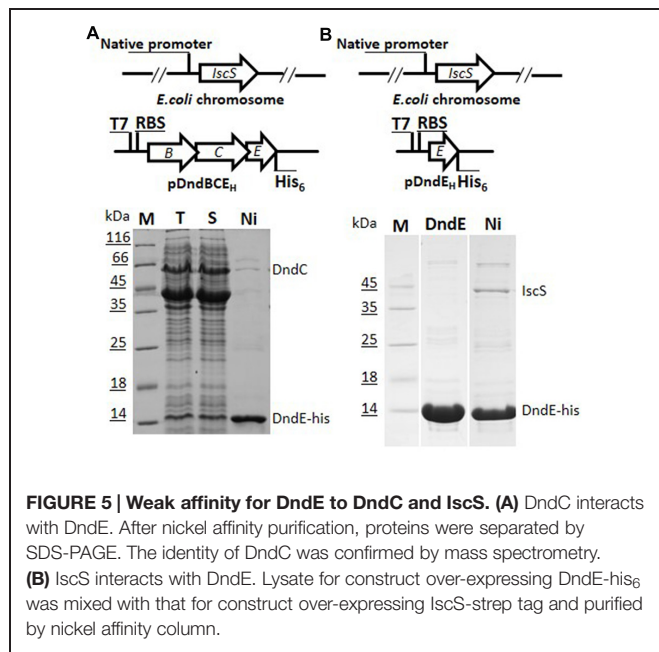 A
Native promoter
IscS
E.coli chromosome
T7 RBS
B C E
pDndBCE_H His6
kDa M T S Ni
116
66
DndC
45
35
25
18
14
DndE-his
B
Native promoter
IscS
E.coli chromosome
T7 RBS
E
pDndE_H His6
kDa M DndE Ni
45
IscS
35
25
18
14
DndE-his
FIGURE 5 | Weak affinity for DndE to DndC and IscS. (A) DndC interacts
with DndE. After nickel affinity purification, proteins were separated by
SDS-PAGE. The identity of DndC was confirmed by mass spectrometry.
(B) IscS interacts with DndE. Lysate for construct over-expressing DndE-his6
was mixed with that for construct over-expressing IscS-strep tag and purified
by nickel affinity column.